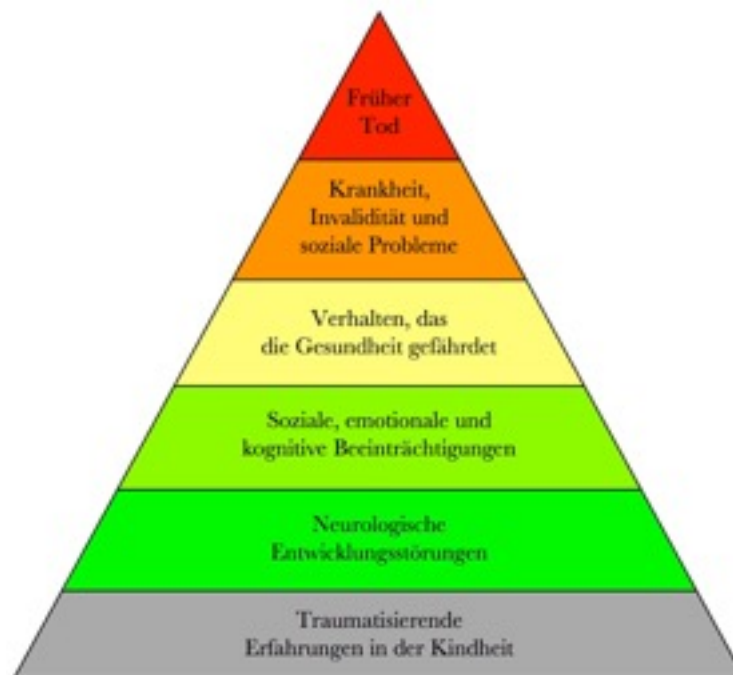 Früher
Tod
Krankheit,
Invalidität und
soziale Probleme
Verhalten, das
die Gesundheit gefährdet
Soziale, emotionale und
kognitive Beeinträchtigungen
Neurologische
Entwicklungsstörungen
Traumatisierende
Erfahrungen in der Kindheit